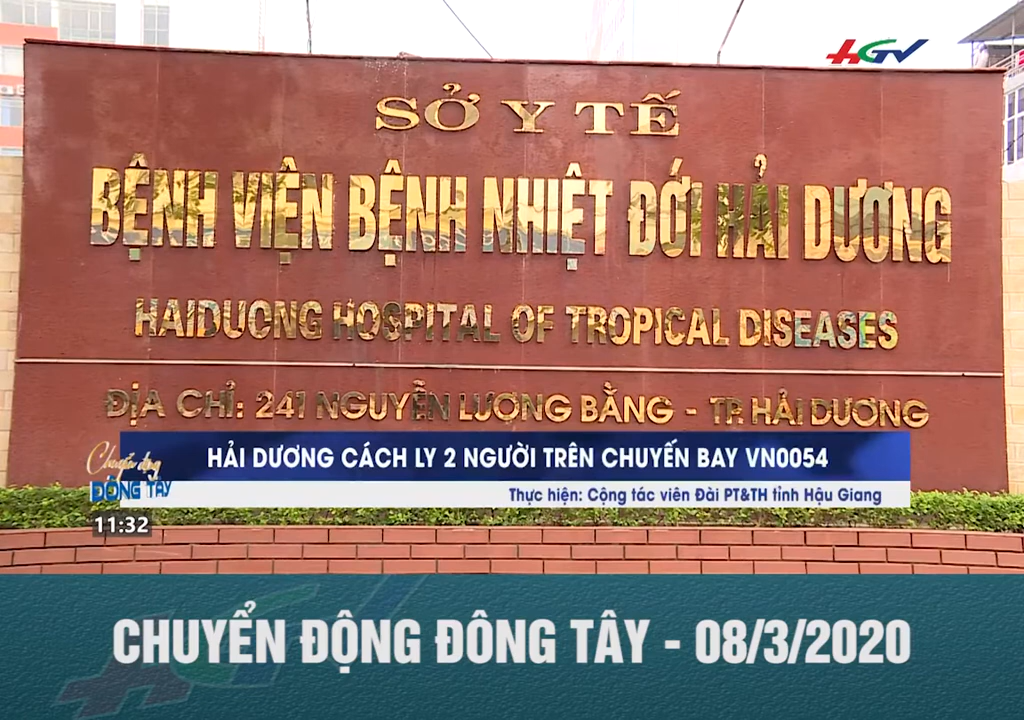 HGV
SỞ Y TẾ
BỆNH VIỆN BỆNH NHIỆT ĐỚI HẢI DƯƠNG
HAIDUONG HOSPITAL OF TROPICAL DISEASES
ĐỊA CHỈ: 241 NGUYỄN LƯƠNG BẰNG - TP. HẢI DƯƠNG
Chuyển động
ĐÔNG TÂY
HẢI DƯƠNG CÁCH LY 2 NGƯỜI TRÊN CHUYẾN BAY VN0054
Thực hiện: Cộng tác viên Đài PT&TH tỉnh Hậu Giang
11:32
CHUYỂN ĐỘNG ĐÔNG TÂY - 08/3/2020
HGV